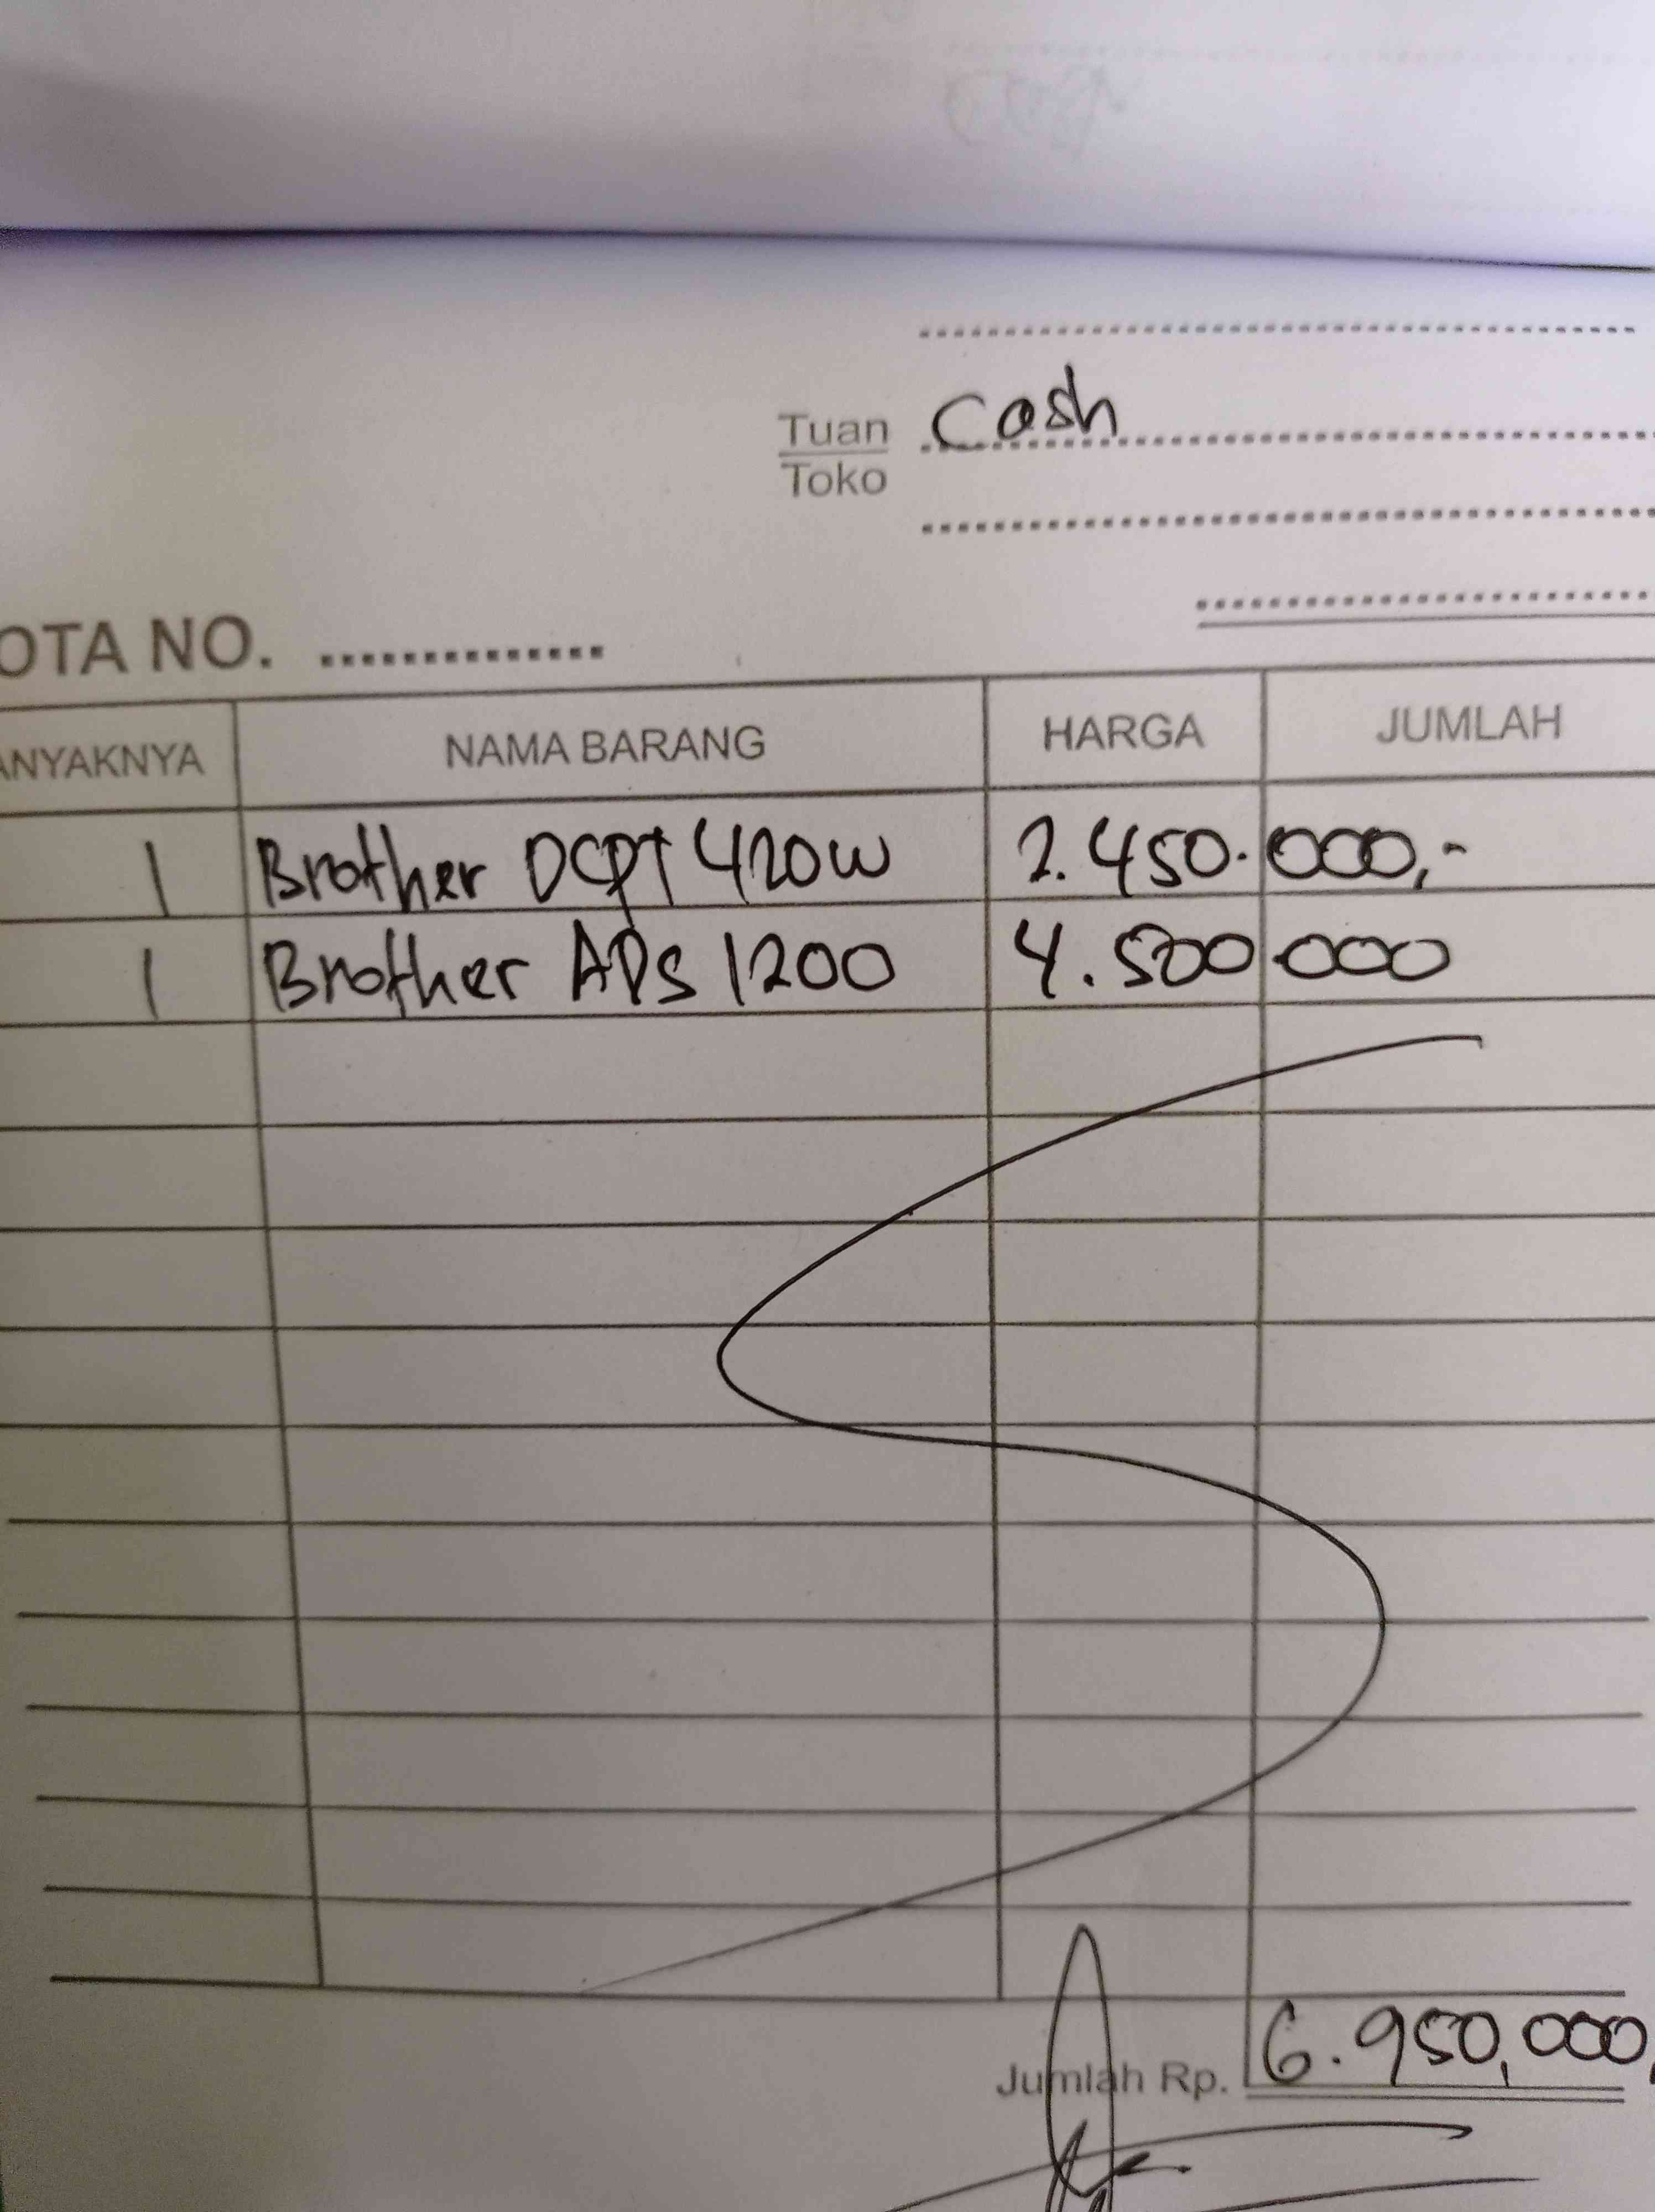 Cash
Tuan
Toko
OTA NO. ...............
ANYAKNYA NAMA BARANG HARGA JUMLAH
1 Brother DCPT 420W 2.450.000,-
1 Brother ADS 1200 4.500.000
Jumlah Rp. 6.950,000,